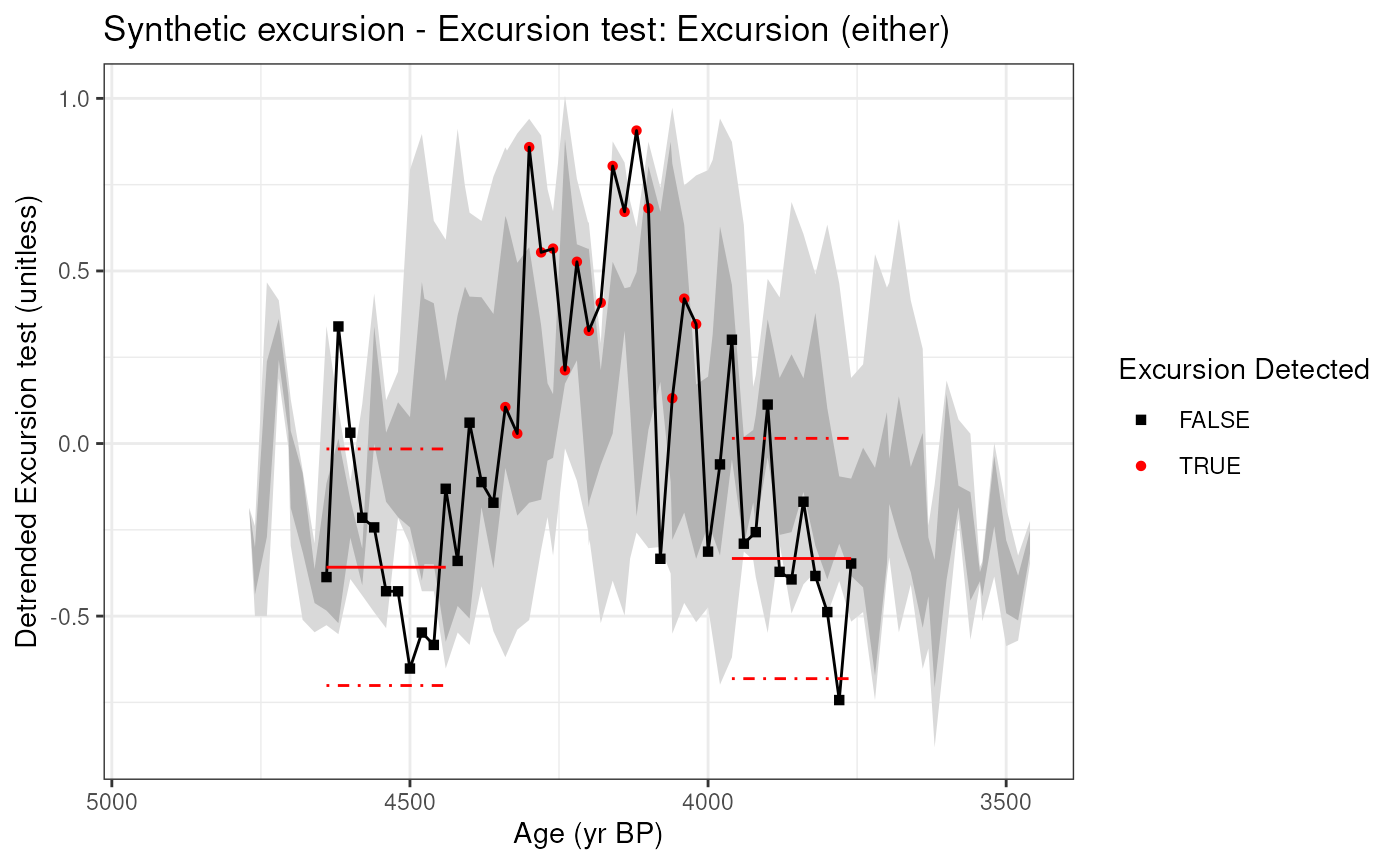 Synthetic excursion - Excursion test: Excursion (either)
Detrended Excursion test (unitless)
1.0
0.5
0.0
-0.5
5000
4500
4000
3500
Age (yr BP)
Excursion Detected
FALSE
TRUE